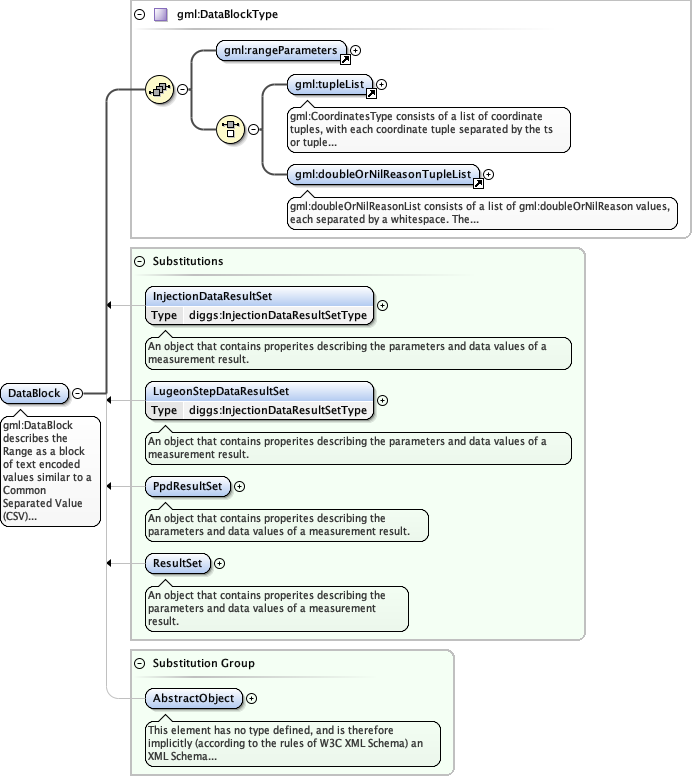 gml:DataBlockType
gml:rangeParameters
gml:tupleList
gml:CoordinatesType consists of a list of coordinate
tuples, with each coordinate tuple separated by the ts
or tuple...
gml:doubleOrNilReasonTupleList
gml:doubleOrNilReasonList consists of a list of gml:doubleOrNilReason values,
each separated by a whitespace. The...
Substitutions
InjectionDataResultSet
Type diggs:InjectionDataResultSetType
An object that contains properites describing the parameters and data values of a
measurement result.
DataBlock
gml:DataBlock
describes the
Range as a block
of text encoded
values similar to a
Common
Separated Value
(CSV)...
LugeonStepDataResultSet
Type diggs:InjectionDataResultSetType
An object that contains properites describing the parameters and data values of a
measurement result.
PpdResultSet
An object that contains properites describing the
parameters and data values of a measurement result.
ResultSet
An object that contains properites describing the
parameters and data values of a measurement
result.
Substitution Group
AbstractObject
This element has no type defined, and is therefore
implicitly (according to the rules of W3C XML Schema) an
XML Schema...